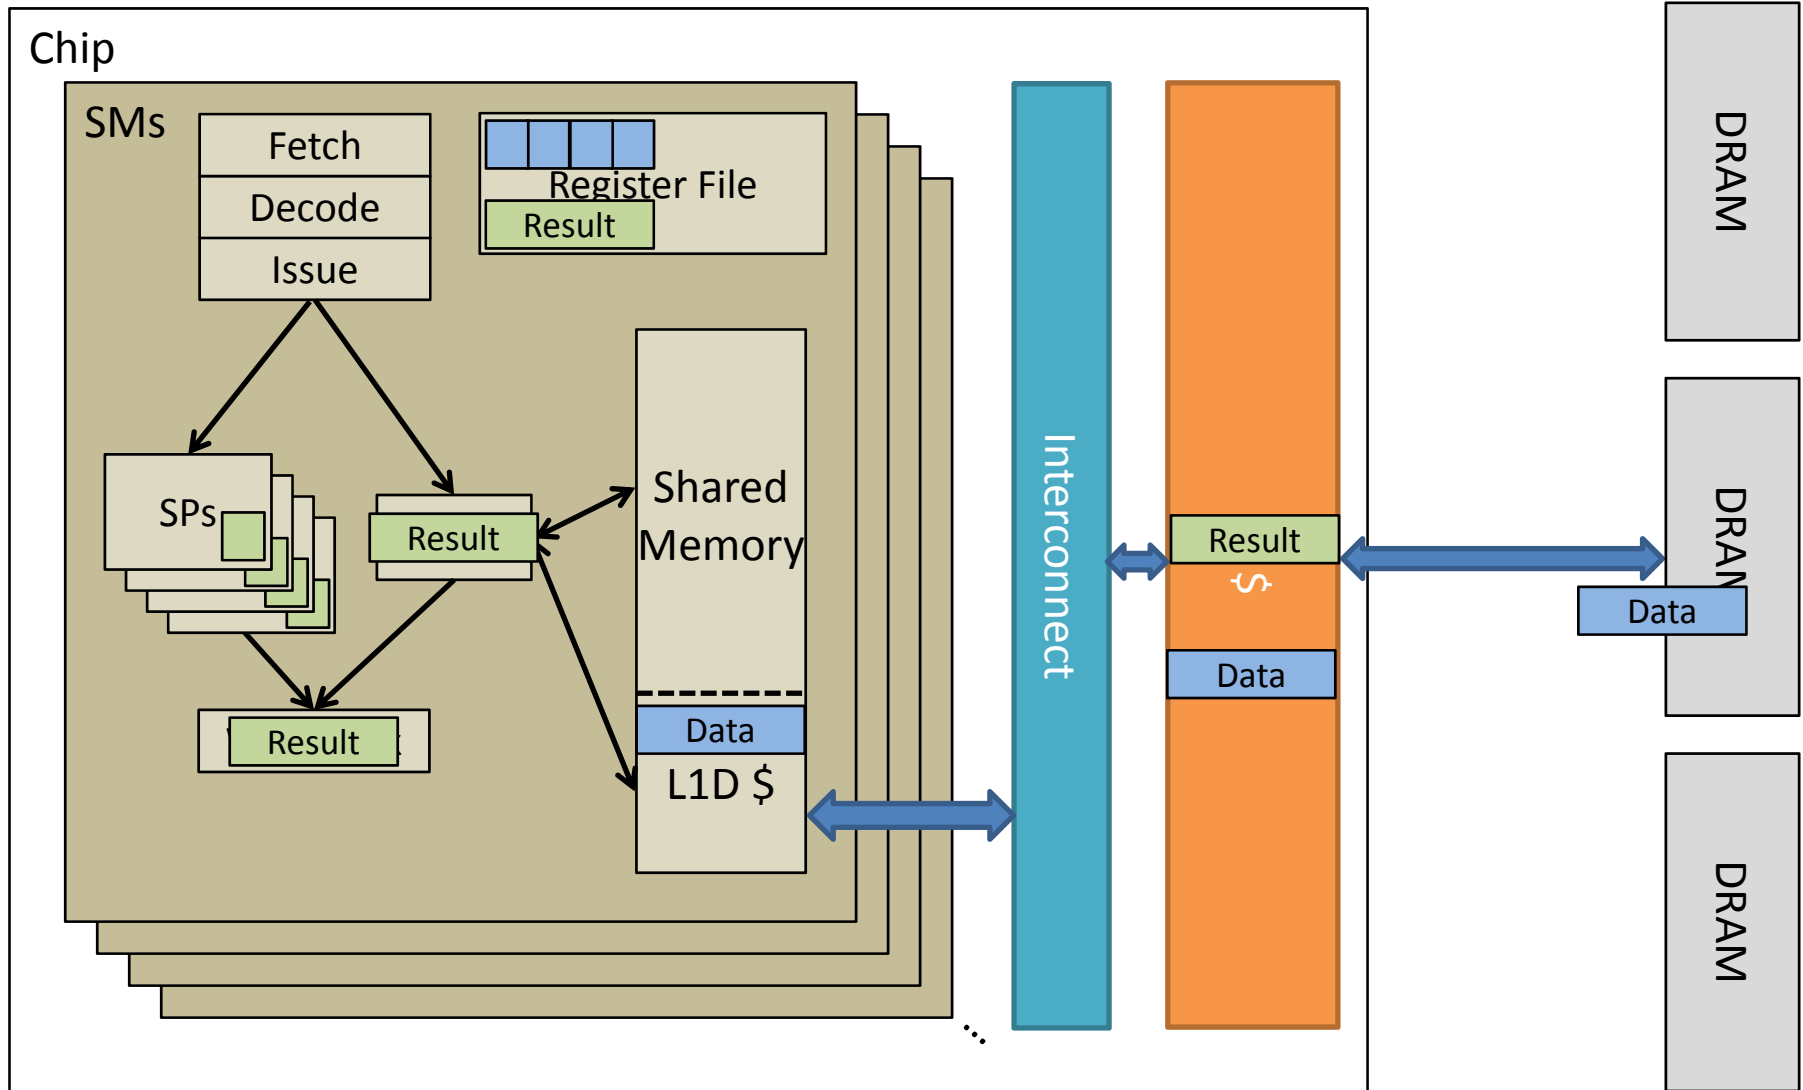 Chip
SMs
Fetch
Decode
Issue
Register File
Result
SPs
Result
Shared
Memory
Result
Data
L1D $
Interconnect
Result
$
Data
DRAM
DRAM
Data
DRAM